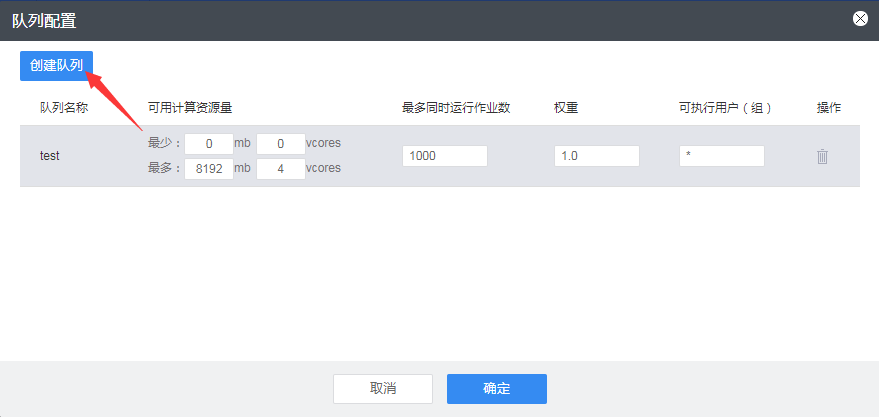 队列配置
创建队列
队列名称 可用计算资源量 最多同时运行作业数 权重 可执行用户（组） 操作
最少： 0 mb 0 vcores
test 1000 1.0 *
最多： 8192 mb 4 vcores
取消 确定